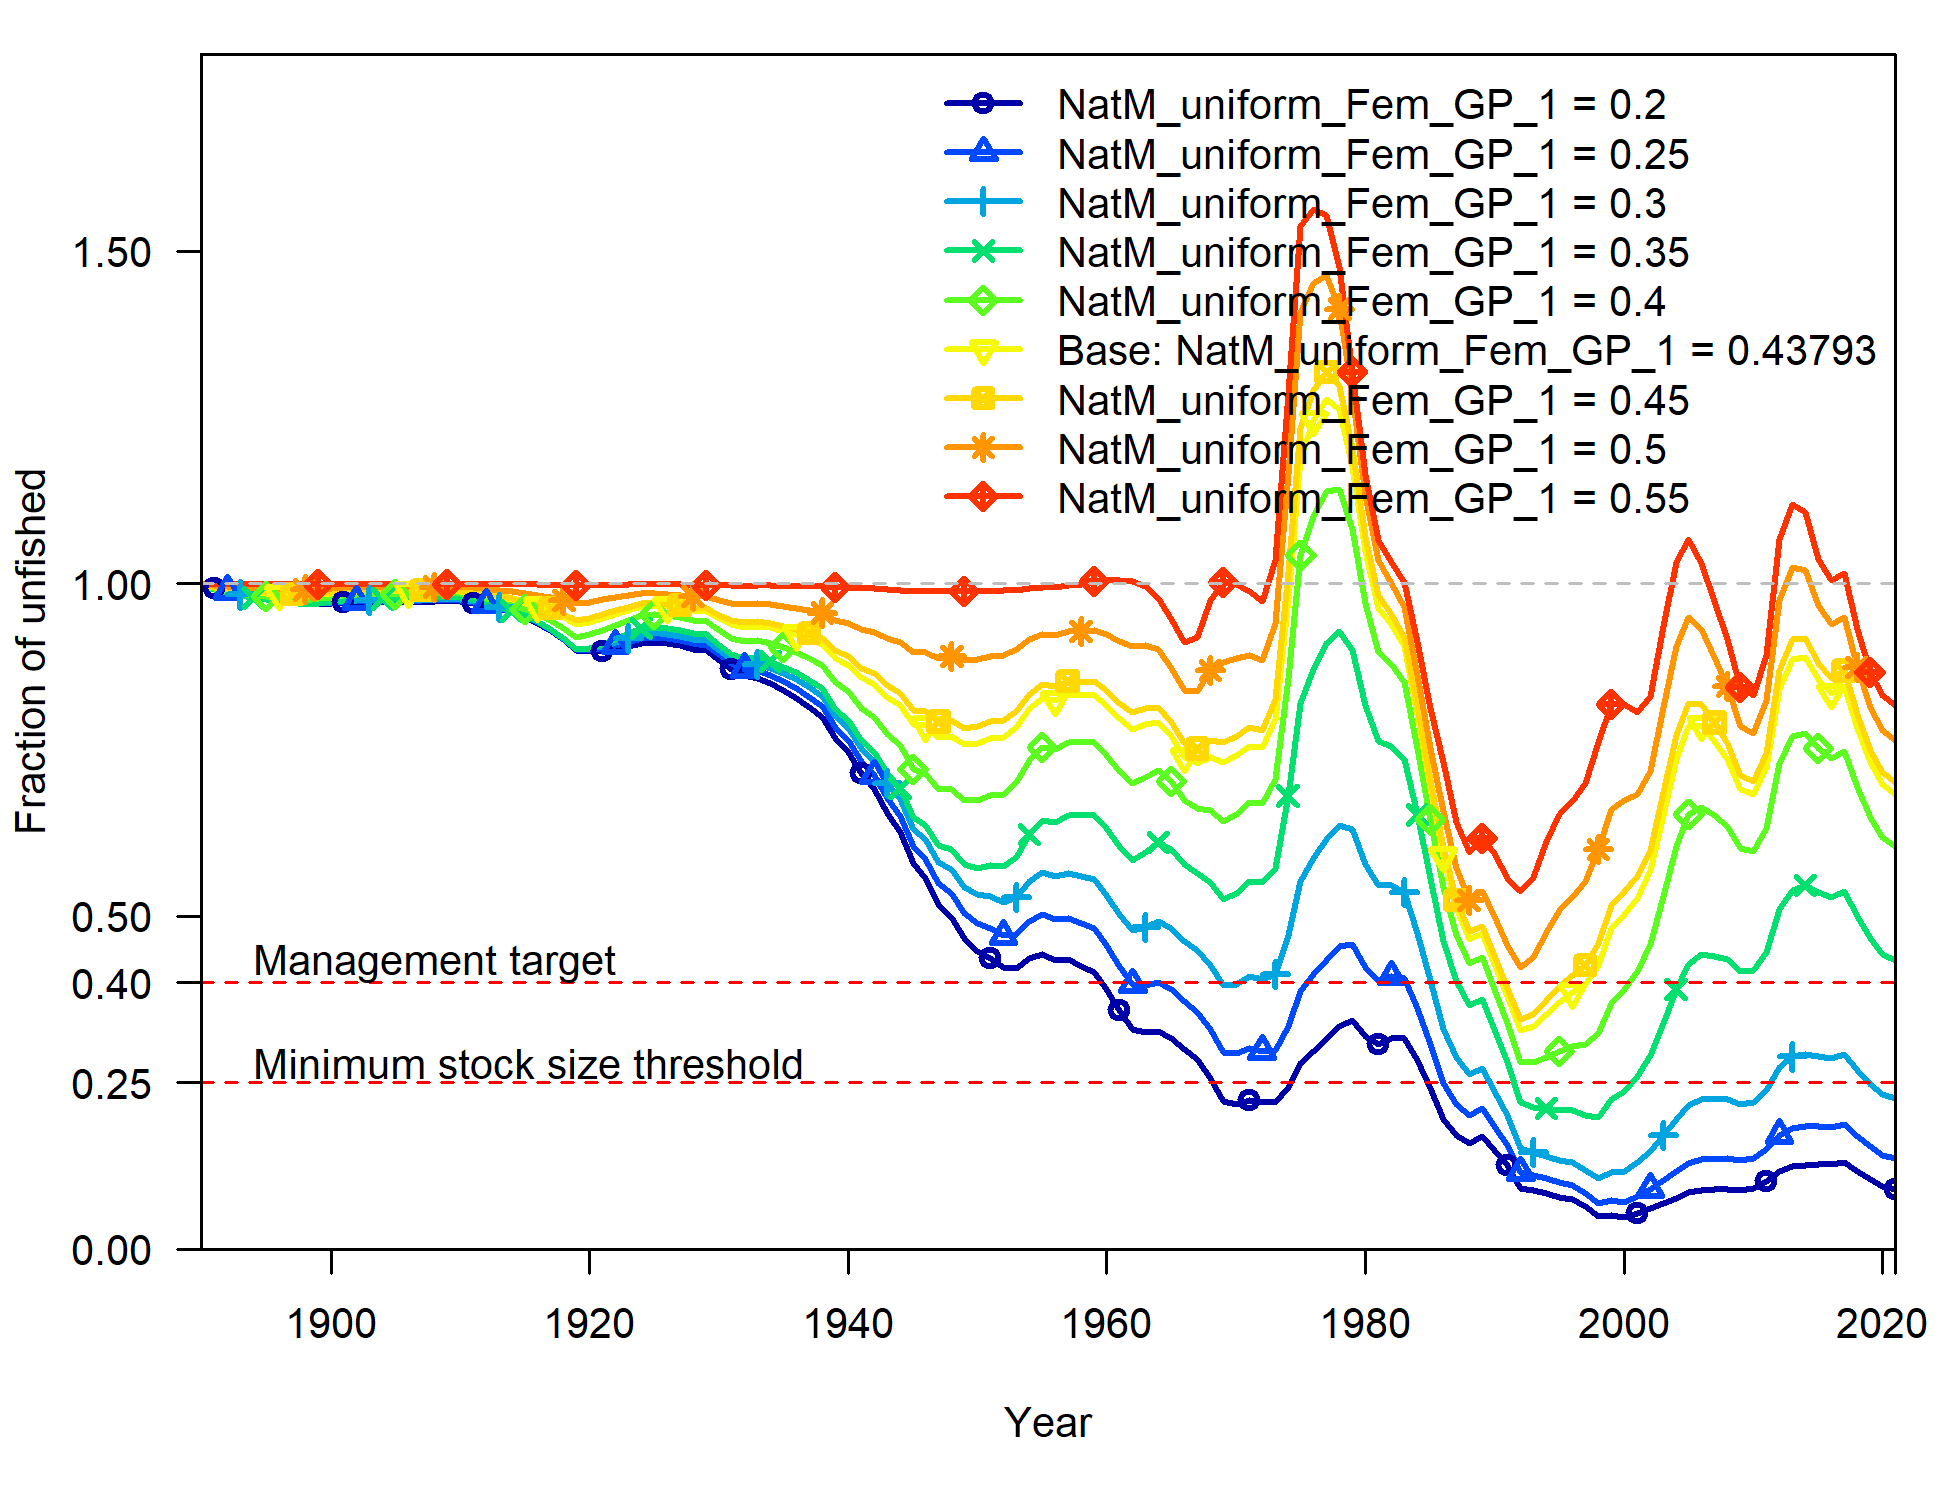 NatM_uniform_Fem_GP_1 = 0.2
NatM_uniform_Fem_GP_1 = 0.25
NatM_uniform_Fem_GP_1 = 0.3
NatM_uniform_Fem_GP_1 = 0.35
NatM_uniform_Fem_GP_1 = 0.4
Base: NatM_uniform_Fem_GP_1 = 0.43793
NatM_uniform_Fem_GP_1 = 0.45
NatM_uniform_Fem_GP_1 = 0.5
NatM_uniform_Fem_GP_1 = 0.55
Fraction of unfished
1.50
1.00
0.50
0.40
0.25
0.00
Management target
Minimum stock size threshold
1900 1920 1940 1960 1980 2000 2020
Year